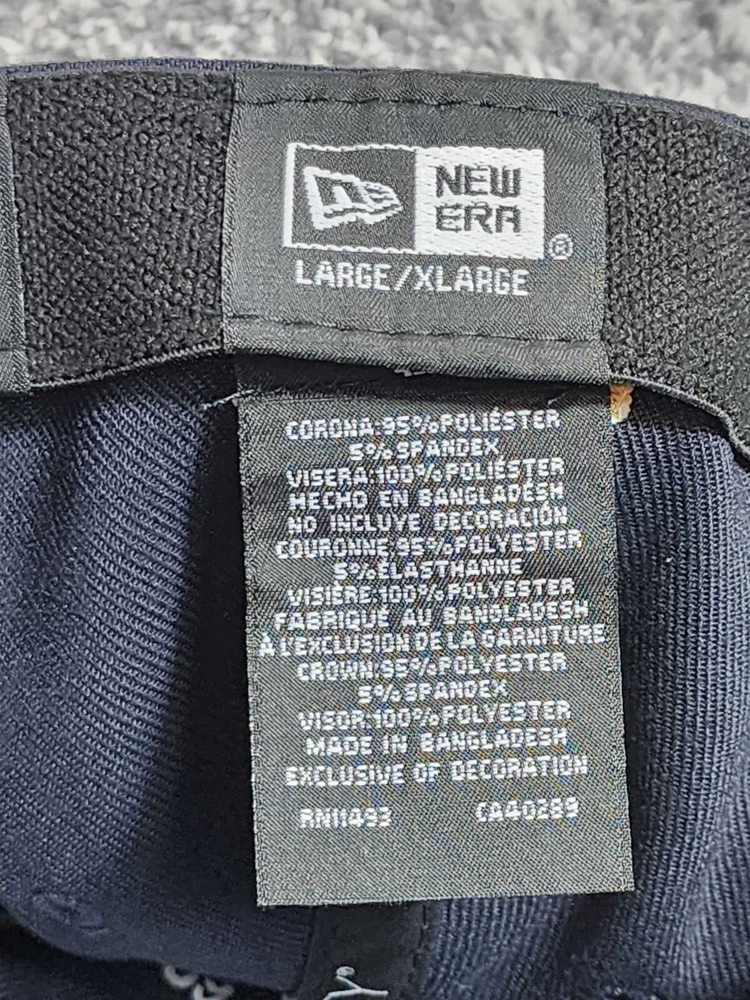 NEW
ERA®
LARGE/XLARGE
CORONA:95%POLIÉSTER
5%SPANDEX
VISERA:100%POLIÉSTER
HECHO EN BANGLADESH
NO INCLUYE DECORACIÓN
COURONNE:95%POLYESTER
5%ELASTHANNE
VISIÈRE:100%POLYESTER
FABRIQUÉ AU BANGLADESH
À L'EXCLUSION DE LA GARNITURE
CROWN:95%POLYESTER
5%SPANDEX
VISOR:100%POLYESTER
MADE IN BANGLADESH
EXCLUSIVE OF DECORATION
RN11493 CA40289